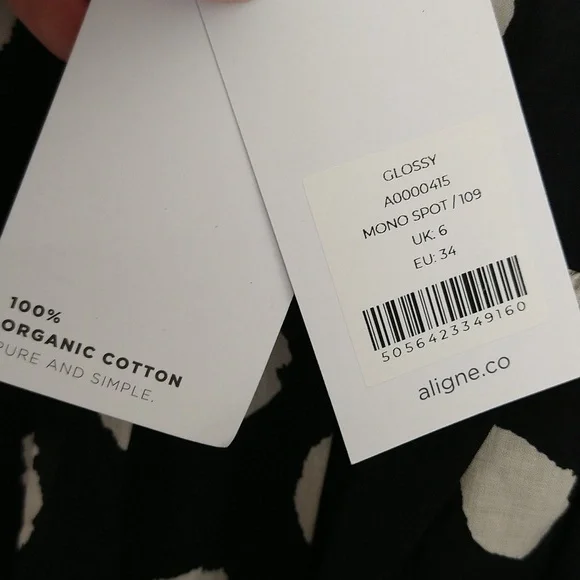 100%
ORGANIC COTTON
PURE AND SIMPLE.
GLOSSY
A0000415
MONO SPOT / 109
UK: 6
EU: 34
5056423349160
aligne.co